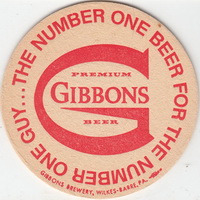 THE NUMBER ONE BEER FOR THE NUMBER ONE GUY...
G
PREMIUM
GIBBONS
BEER
GIBBONS BREWERY, WILKES-BARRE, PA.